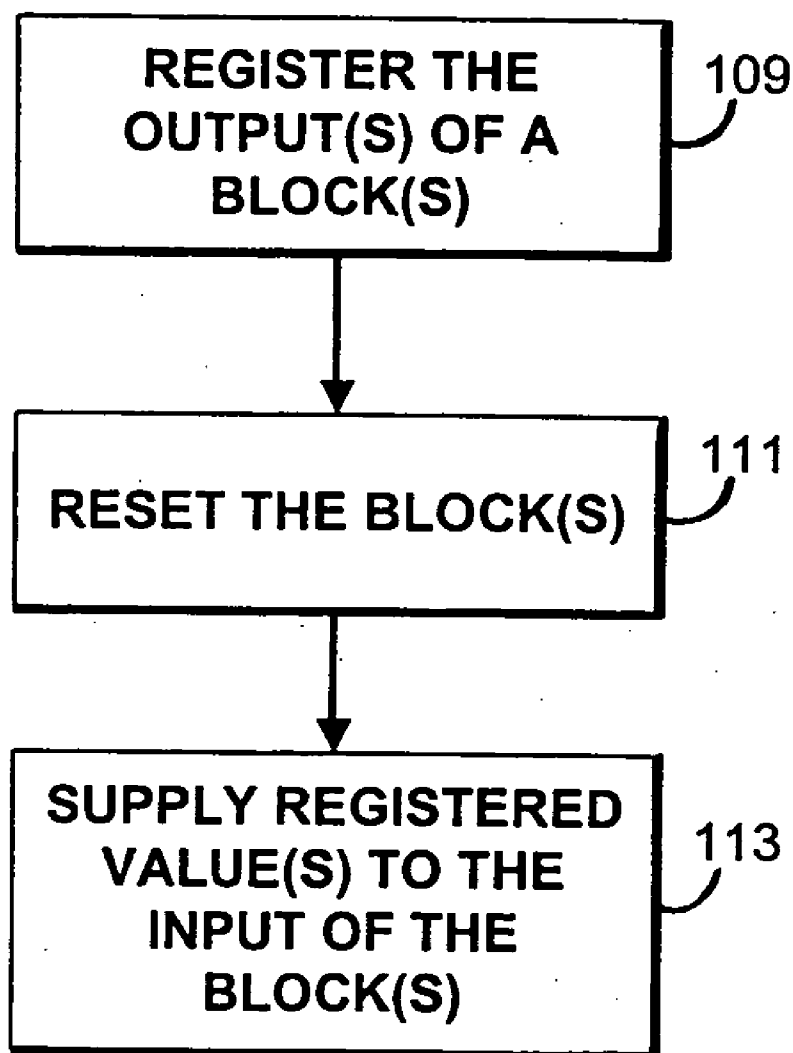 REGISTER THE
OUTPUT(S) OF A
BLOCK(S)
109
RESET THE BLOCK(S)
111
SUPPLY REGISTERED
VALUE(S) TO THE
INPUT OF THE
BLOCK(S)
113